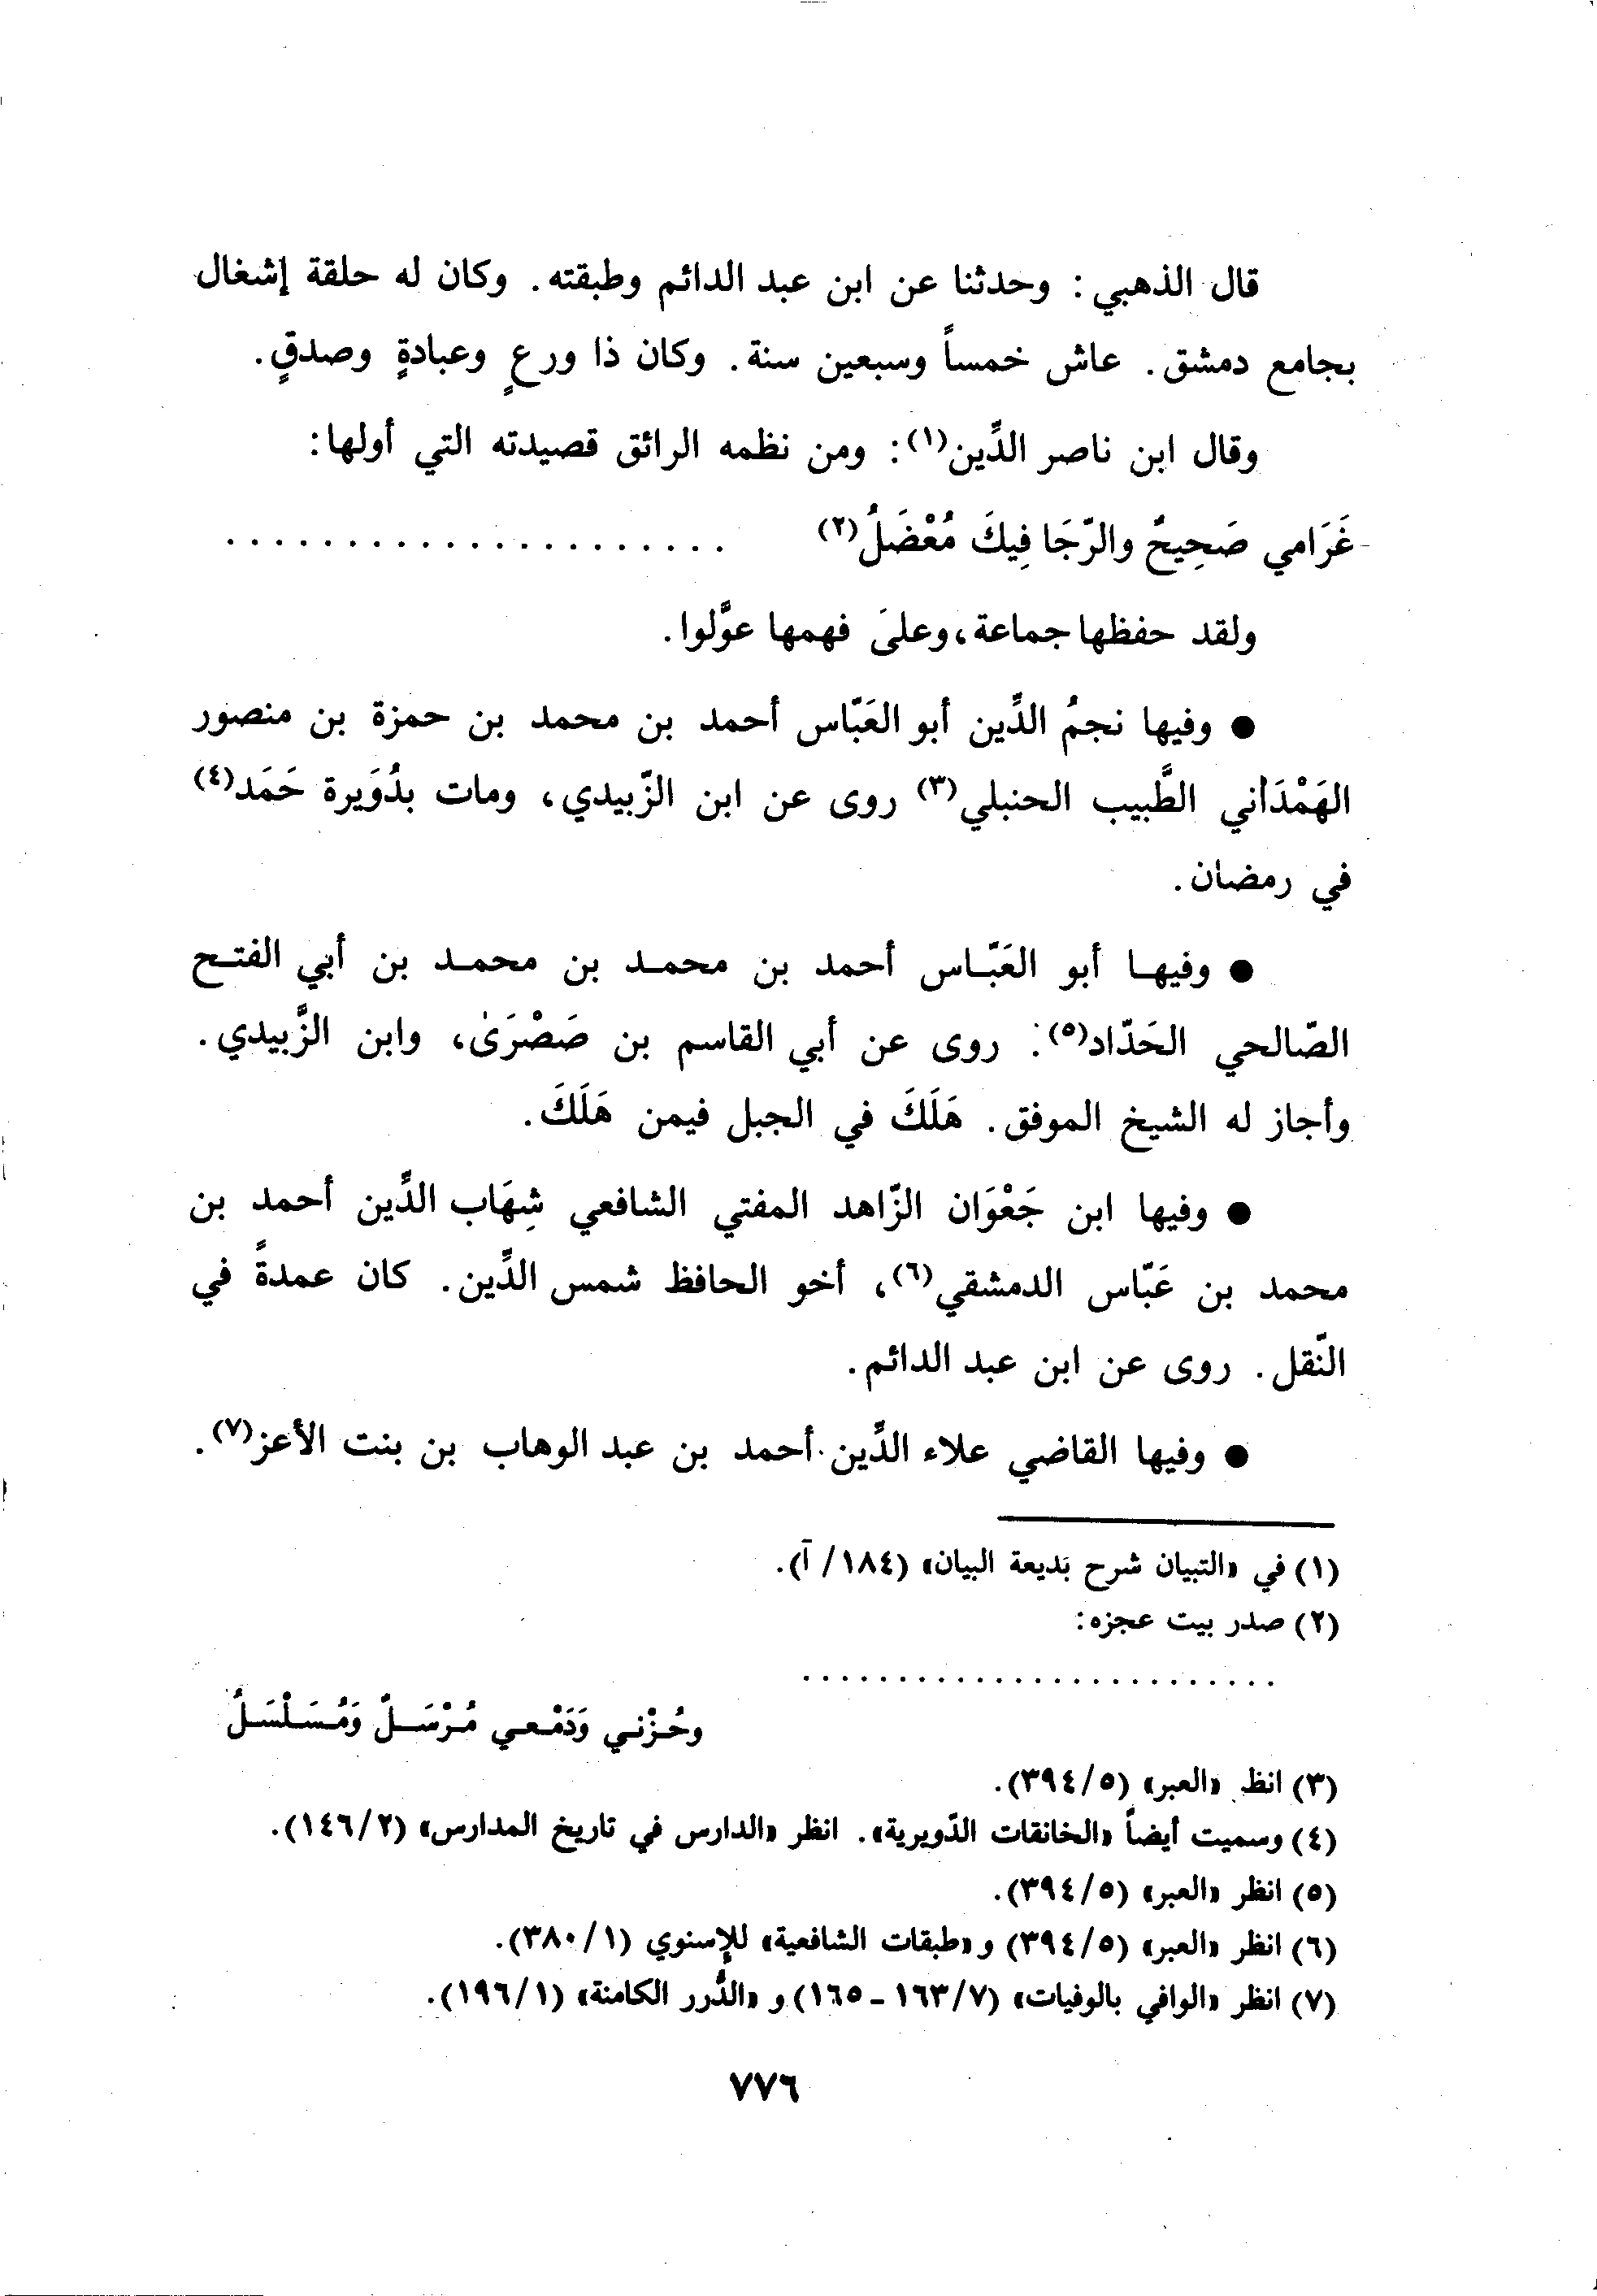 قال الذهبي: وحدثنا عن ابن عبد الدائم وطبقته. وكان له حلقة إشغال
بجامع دمشق. عاش خمساً وسبعين سنة. وكان ذا ورعٍ وعبادةٍ وصدقٍ.
وقال ابن ناصر الدِّين(١): ومن نظمه الرائق قصيدته التي أولها:
غَرَامي صَحِيحٌ والرَّجَا فِيكَ مُعْضَلُ(٢) . . . . . . . . . . . . . . . . . . . . .
ولقد حفظها جماعة، وعلىَ فهمها عوَّلوا.
● وفيها نجمُ الدِّين أبو العَبَّاس أحمد بن محمد بن حمزة بن منصور
الهَمْدَاني الطَّبيب الحنبلي(٣) روى عن ابن الزَّبيدي، ومات بدُوَيرة حَمَد(٤)
في رمضان.
● وفيها أبو العَبَّاس أحمد بن محمد بن محمد بن أبي الفتح
الصَّالحي الحَدَّاد(٥): روى عن أبي القاسم بن صَصْرَىٰ، وابن الزَّبيدي.
وأجاز له الشيخ الموفق. هَلَكَ في الجبل فيمن هَلَكَ.
● وفيها ابن جَعْوَان الزَّاهد المفتي الشافعي شِهَاب الدِّين أحمد بن
محمد بن عَبَّاس الدمشقي(٦)، أخو الحافظ شمس الدِّين. كان عمدةً في
النَّقل. روى عن ابن عبد الدائم.
● وفيها القاضي علاء الدِّين أحمد بن عبد الوهاب بن بنت الأعز(٧).
(١) في «التبيان شرح بَديعة البيان» (١٨٤/ آ).
(٢) صدر بيت عجزه:
. . . . . . . . . . . . . . . . . . . .
وحُزْني وَدَمْعي مُرْسَلٌ وَمُسَلْسَلُ
(٣) انظ «العبر» (٣٩٤/٥).
(٤) وسميت أيضاً «الخانقات الدَّويرية». انظر «الدارس في تاريخ المدارس» (١٤٦/٢).
(٥) انظر «العبر» (٣٩٤/٥).
(٦) انظر «العبر» (٣٩٤/٥) و«طبقات الشافعية» للإسنوي (٣٨٠/١).
(٧) انظر «الوافي بالوفيات» (١٦٣/٧ - ١٦٥) و «الدُّرر الكامنة» (١٩٦/١).
٧٧٦